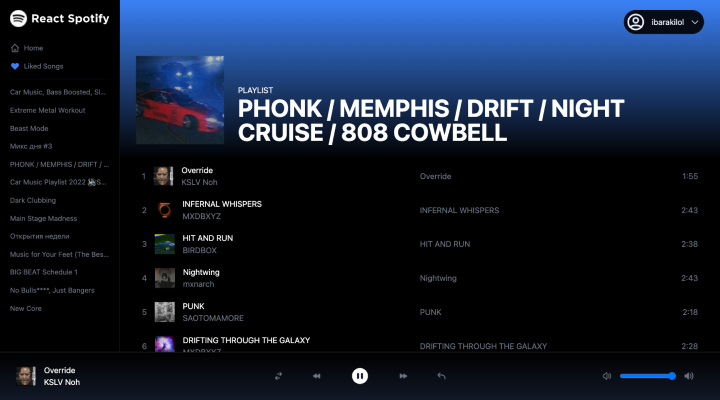 React Spotify
Home
Liked Songs
Car Music, Bass Boosted, Sl...
Extreme Metal Workout
Beast Mode
Микс дня #3
PHONK / MEMPHIS / DRIFT / ...
Car Music Playlist 2022 S...
Dark Clubbing
Main Stage Madness
Открытия недели
Music for Your Feet (The Bes...
BIG BEAT Schedule 1
No Bulls****, Just Bangers
New Core
ibarakilol
PLAYLIST
PHONK / MEMPHIS / DRIFT / NIGHT
CRUISE / 808 COWBELL
1 Override Override 1:55
KSLV Noh
2 INFERNAL WHISPERS INFERNAL WHISPERS 2:43
MXDBXYZ
3 HIT AND RUN HIT AND RUN 2:38
BIRDBOX
4 Nightwing Nightwing 2:43
mxnarch
5 PUNK PUNK 2:18
SAOTOMAMORE
6 DRIFTING THROUGH THE GALAXY DRIFTING THROUGH THE GALAXY 2:28
MXDBXYZ
Override
KSLV Noh